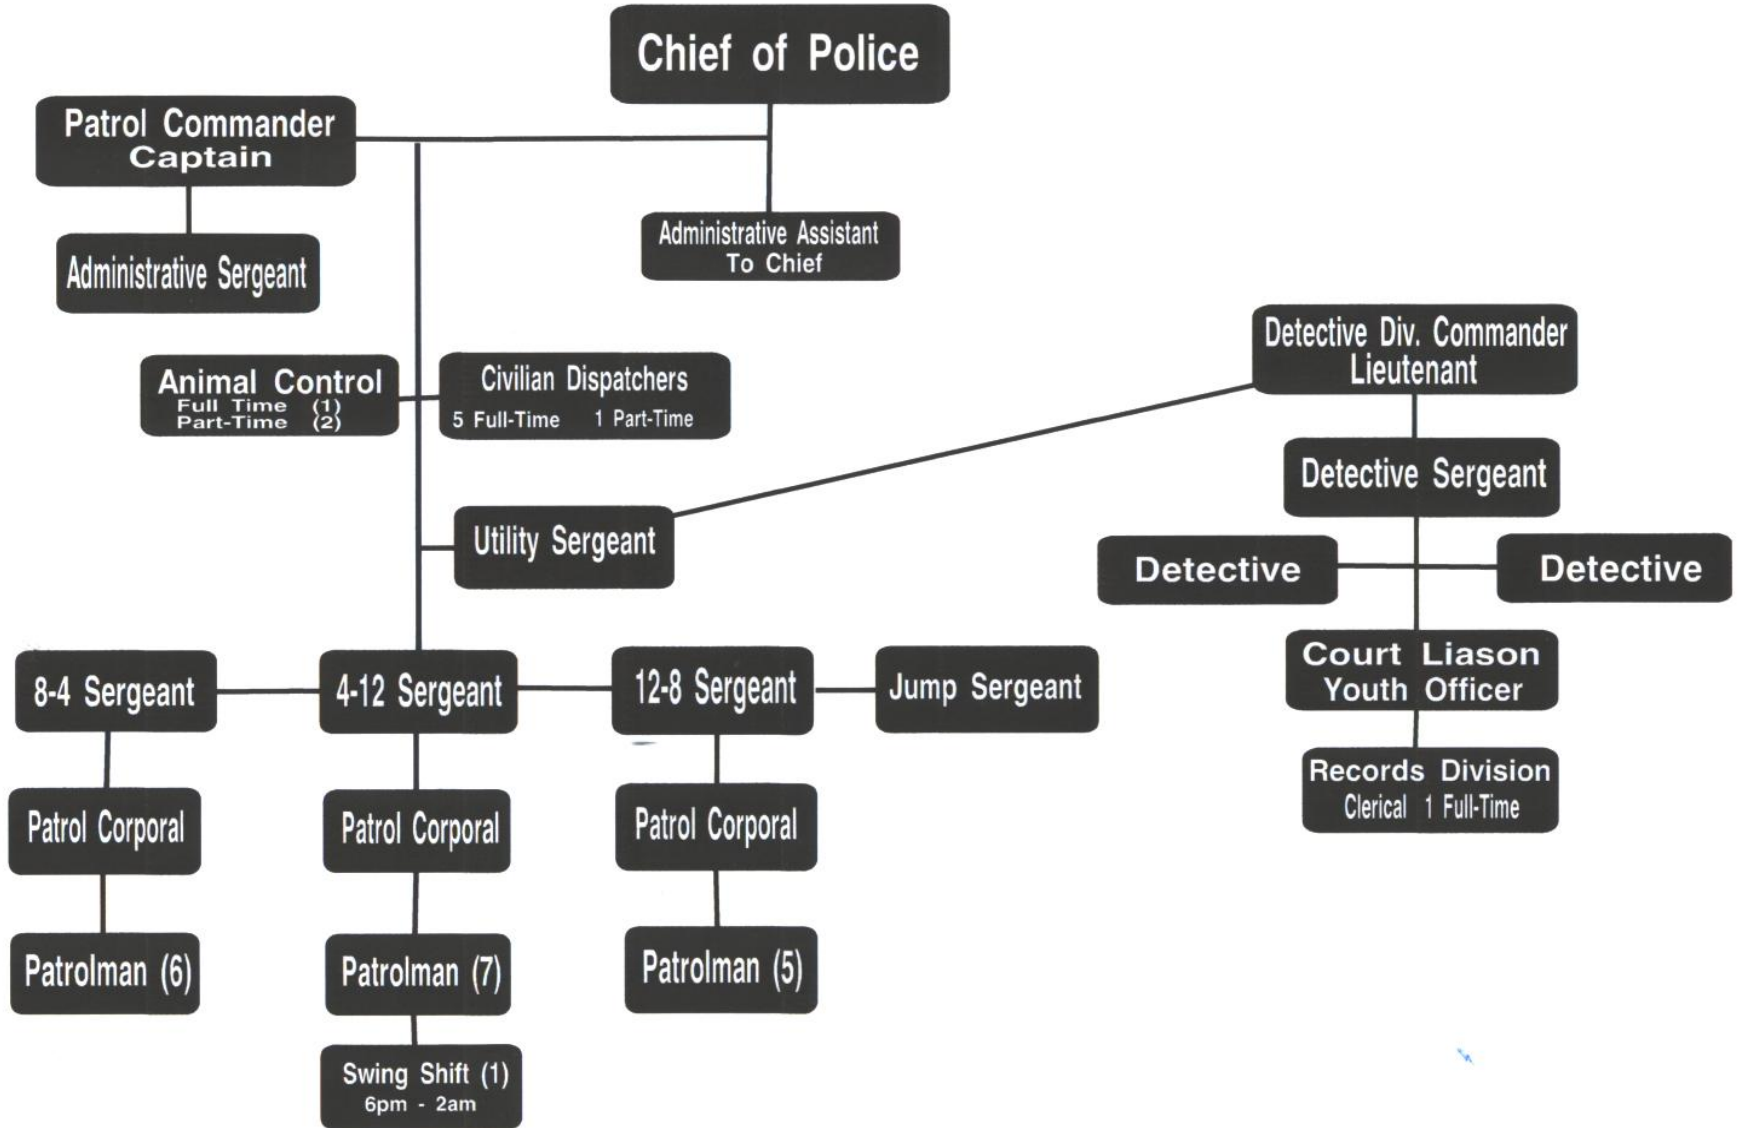 Chief of Police
Patrol Commander
Captain
Administrative Sergeant
Administrative Assistant
To Chief
Animal Control
Full Time (1)
Part-Time (2)
Civilian Dispatchers
5 Full-Time 1 Part-Time
Detective Div. Commander
Lieutenant
Detective Sergeant
Utility Sergeant
Detective
Detective
Court Liason
Youth Officer
Records Division
Clerical 1 Full-Time
8-4 Sergeant
4-12 Sergeant
12-8 Sergeant
Jump Sergeant
Patrol Corporal
Patrol Corporal
Patrol Corporal
Patrolman (6)
Patrolman (7)
Patrolman (5)
Swing Shift (1)
6pm - 2am